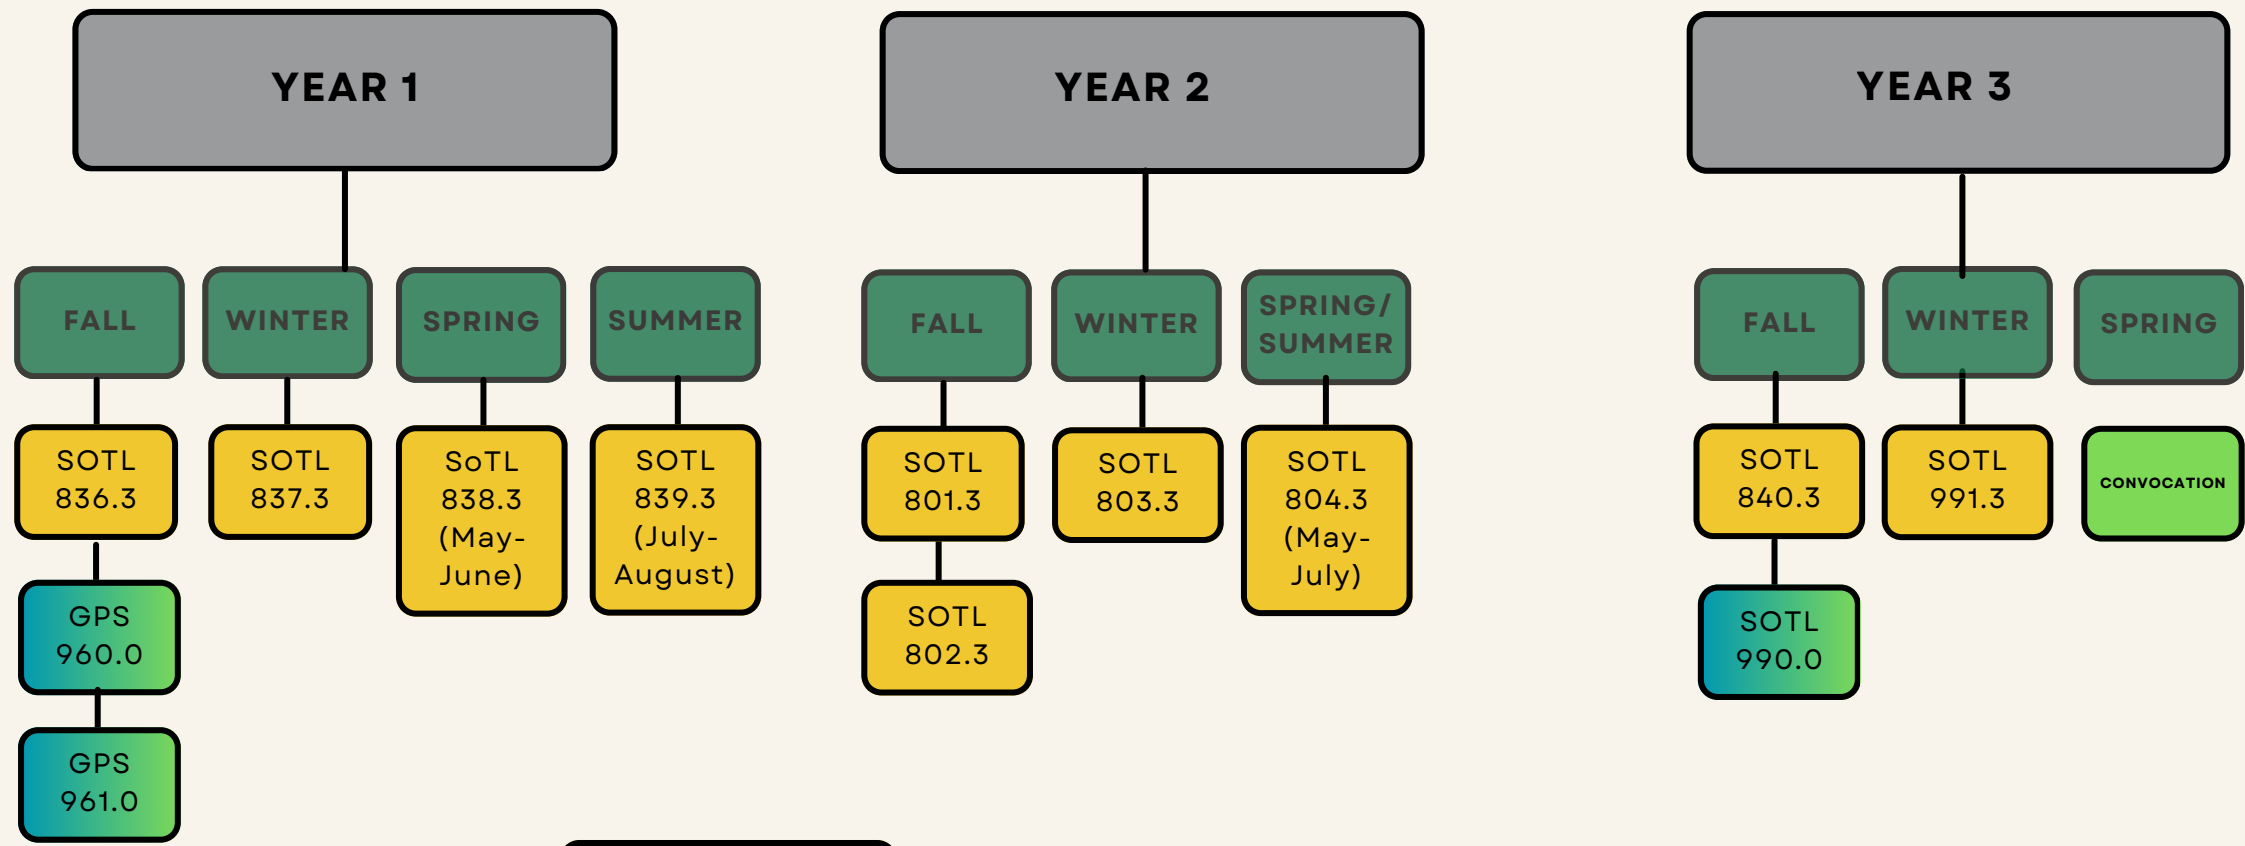 YEAR 1
YEAR 2
YEAR 3
FALL
WINTER
SPRING
SUMMER
FALL
WINTER
SPRING/
SUMMER
FALL
WINTER
SPRING
SOTL
836.3
SOTL
837.3
SoTL
838.3
(May-
June)
SOTL
839.3
(July-
August)
SOTL
801.3
SOTL
803.3
SOTL
804.3
(May-
July)
SOTL
840.3
SOTL
991.3
CONVOCATION
GPS
960.0
SOTL
802.3
SOTL
990.0
GPS
961.0